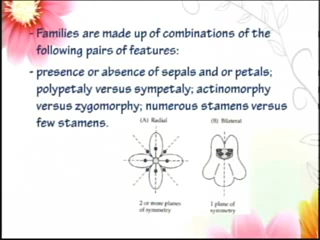 - Families are made up of combinations of the
following pairs of features:
- presence or absence of sepals and or petals;
polypetaly versus sympetaly; actinomorphy
versus zygomorphy; numerous stamens versus
few stamens.
(A) Radial
(B) Bilateral
2 or more planes
of symmetry
1 plane of
symmetry